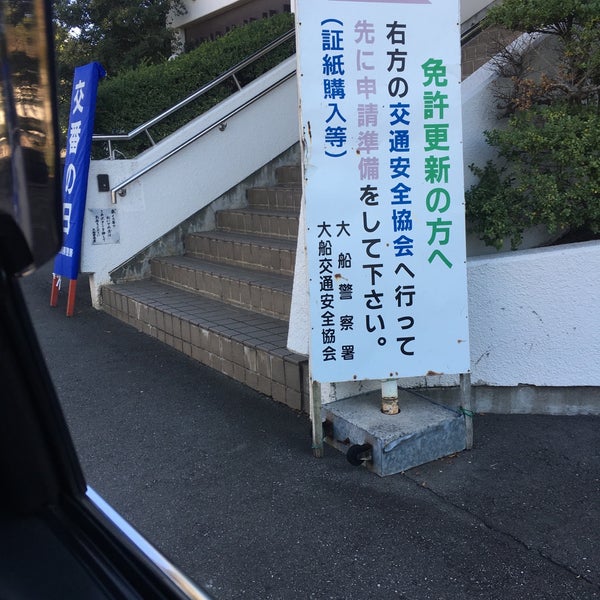 免許更新の方へ
右方の交通安全協会へ行って
先に申請準備をして下さい。
(証紙購入等)
大船警察署
大船交通安全協会
交番の日